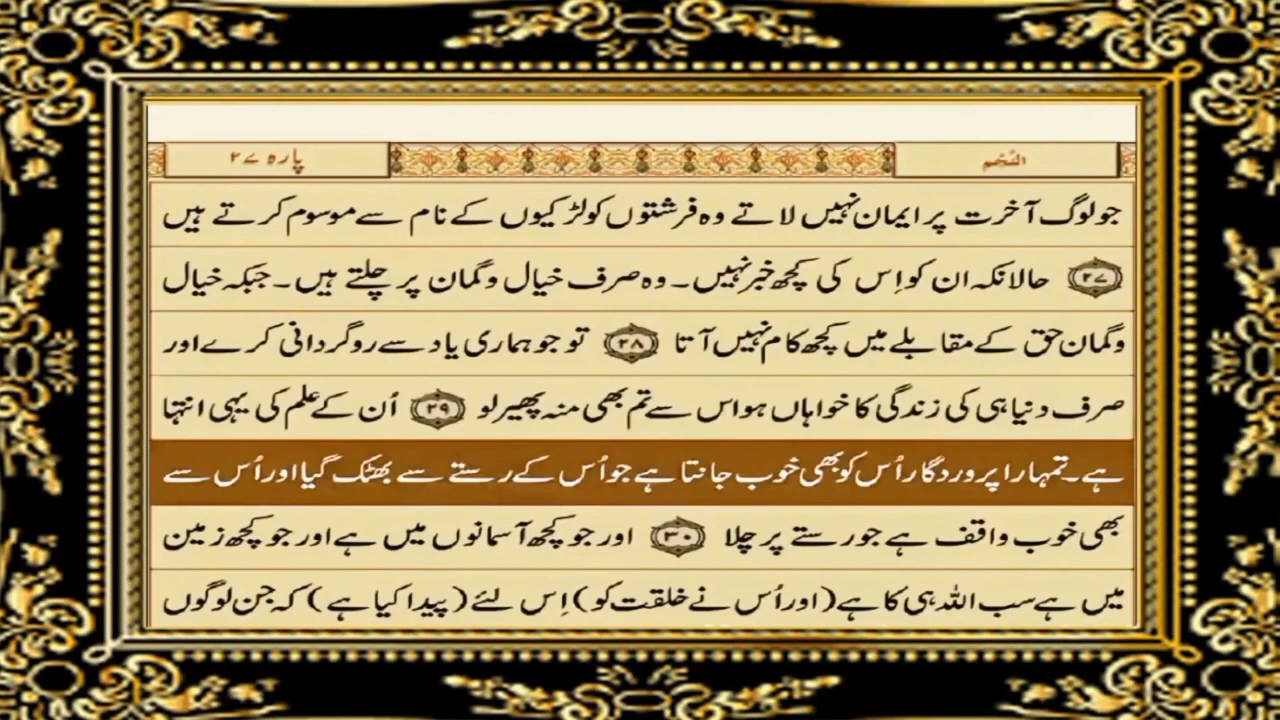 النَّجْم
پارہ ۲۷
جو لوگ آخرت پر ایمان نہیں لاتے وہ فرشتوں کو لڑکیوں کے نام سے موسوم کرتے ہیں
۲۷ حالانکہ ان کو اِس کی کچھ خبر نہیں۔ وہ صرف خیال وگمان پر چلتے ہیں۔ جبکہ خیال
وگمان حق کے مقابلے میں کچھ کام نہیں آتا ۲۸ تو جو ہماری یاد سے روگردانی کرے اور
صرف دنیا ہی کی زندگی کا خواہاں ہو اس سے تم بھی منہ پھیر لو ۲۹ اُن کے علم کی یہی انتہا
ہے۔ تمہارا پروردگار اُس کو بھی خوب جانتا ہے جو اُس کے رستے سے بھٹک گیا اور اُس سے
بھی خوب واقف ہے جو رستے پر چلا ۳۰ اور جو کچھ آسمانوں میں ہے اور جو کچھ زمین
میں ہے سب اللہ ہی کا ہے (اور اُس نے خلقت کو) اِس لئے (پیدا کیا ہے) کہ جن لوگوں